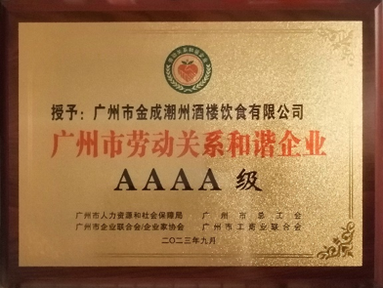 授予：广州市金成潮州酒楼饮食有限公司
广州市劳动关系和谐企业
AAAA 级
广州市人力资源和社会保障局 广州市总工会
广州市企业联合会/企业家协会 广州市工商业联合会
二〇二三年九月